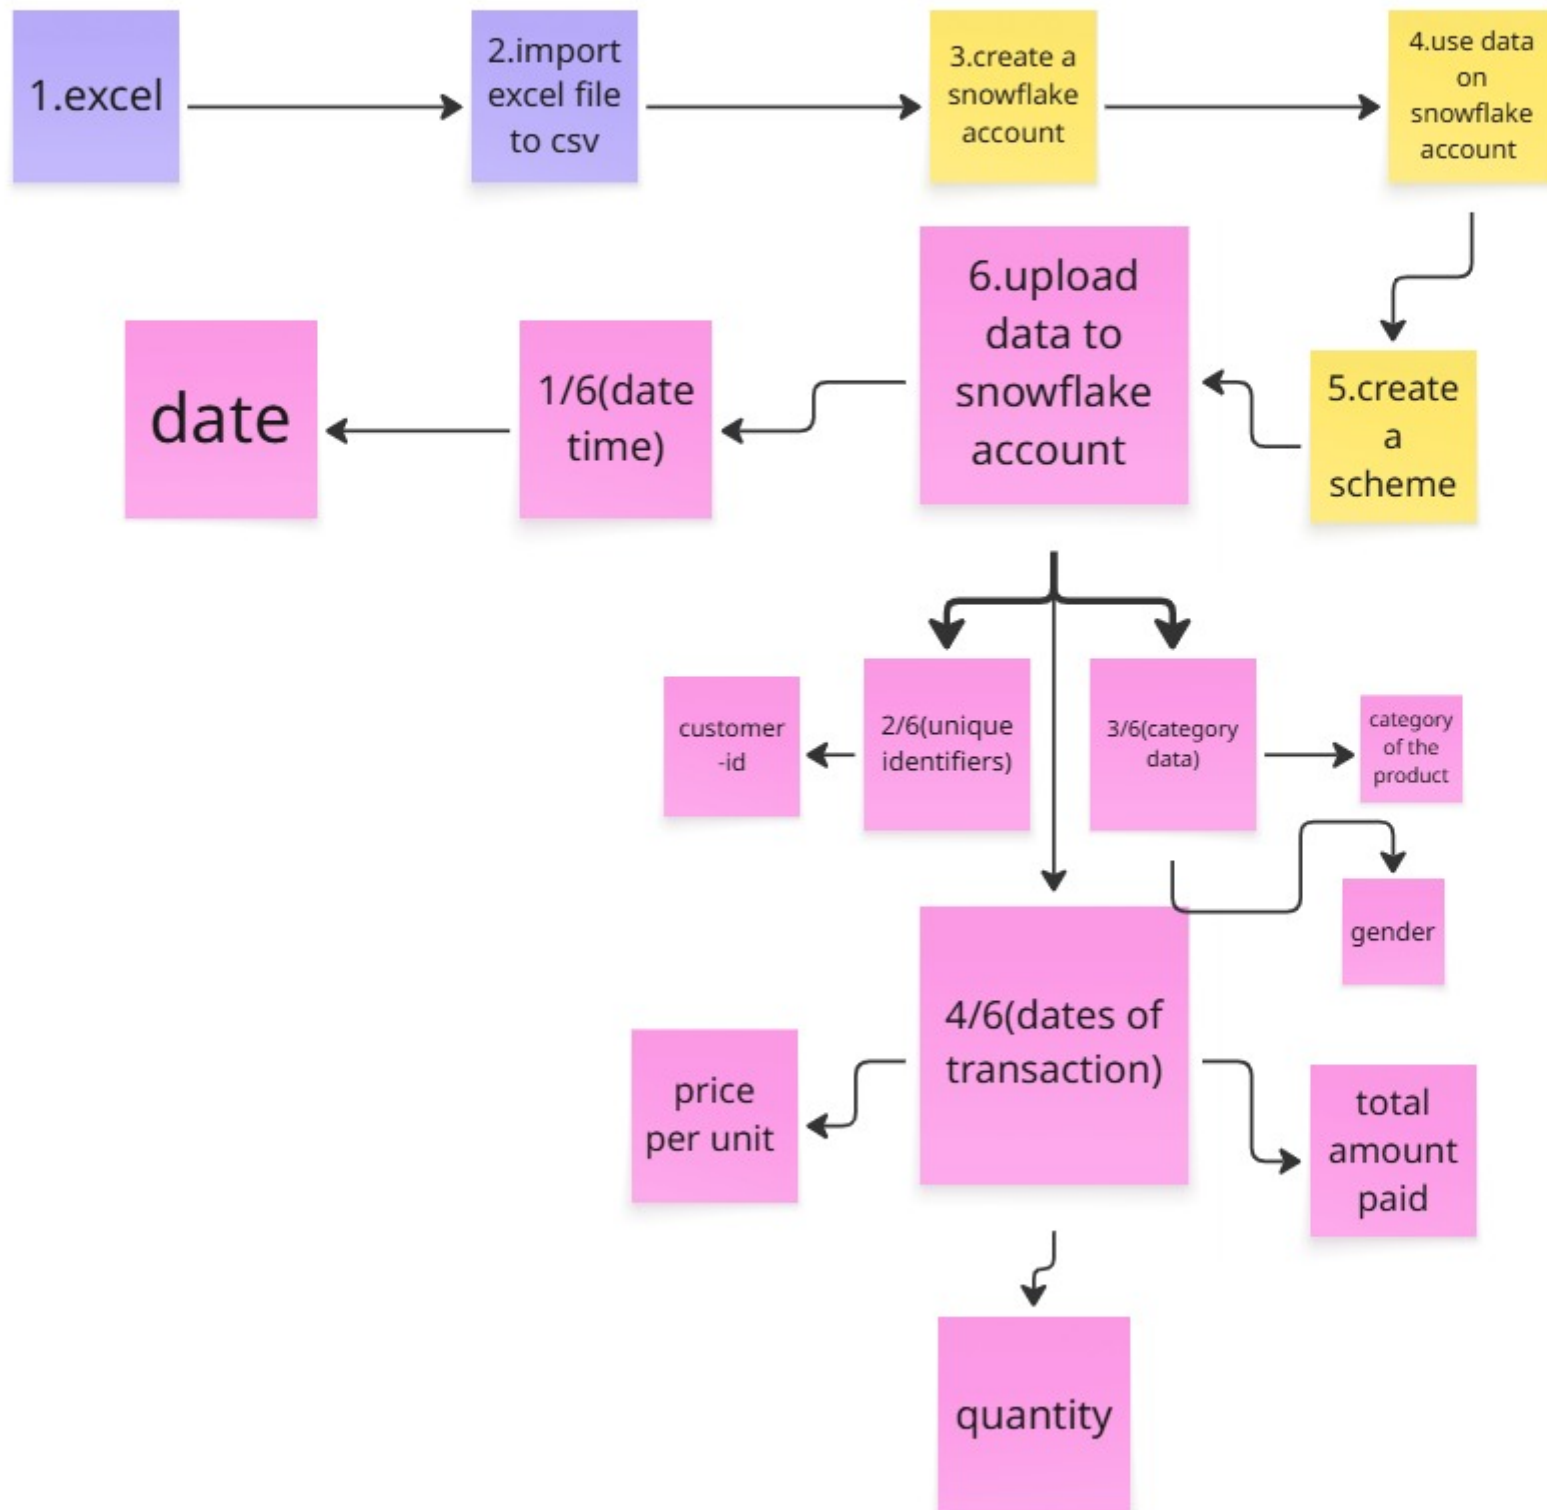 1.excel
2.import
excel file
to csv
3.create a
snowflake
account
4.use data
on
snowflake
account
5.create
a
scheme
6.upload
data to
snowflake
account
1/6(date
time)
date
2/6(unique
identifiers)
customer
-id
3/6(category
data)
category
of the
product
gender
4/6(dates of
transaction)
price
per unit
total
amount
paid
quantity